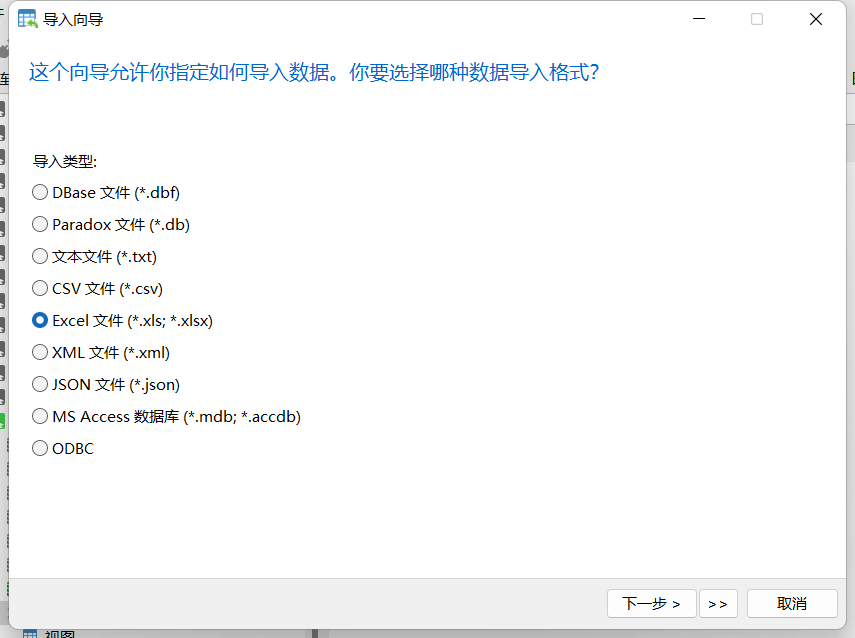 导入向导
这个向导允许你指定如何导入数据。你要选择哪种数据导入格式?
导入类型:
DBase 文件 (*.dbf)
Paradox 文件 (*.db)
文本文件 (*.txt)
CSV 文件 (*.csv)
Excel 文件 (*.xls; *.xlsx)
XML 文件 (*.xml)
JSON 文件 (*.json)
MS Access 数据库 (*.mdb; *.accdb)
ODBC
下一步 > >> 取消
视图